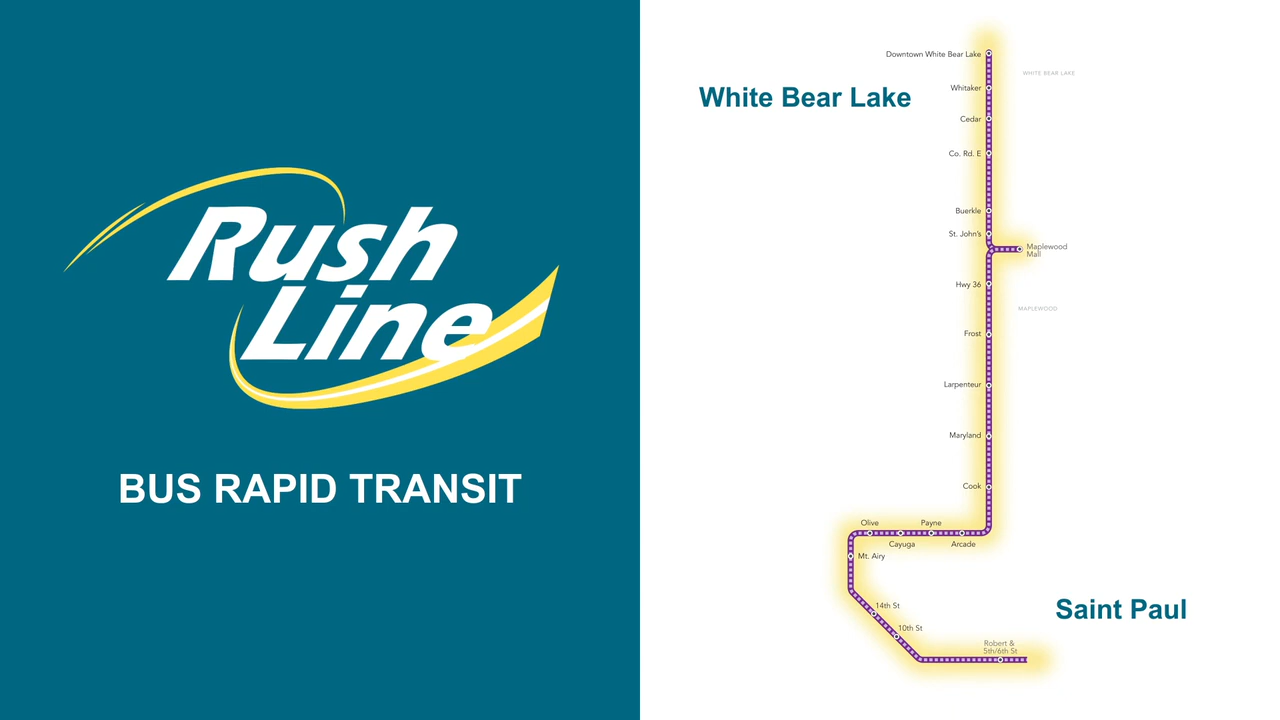 Rush
Line
BUS RAPID TRANSIT
Downtown White Bear Lake
WHITE BEAR LAKE
White Bear Lake
Whitaker
Cedar
Co. Rd. E
Buerkle
St. John's
Maplewood
Mall
Hwy 36
MAPLEWOOD
Frost
Larpenteur
Maryland
Cook
Olive
Payne
Cayuga
Arcade
Mt. Airy
14th St
Saint Paul
10th St
Robert &
5th/6th St